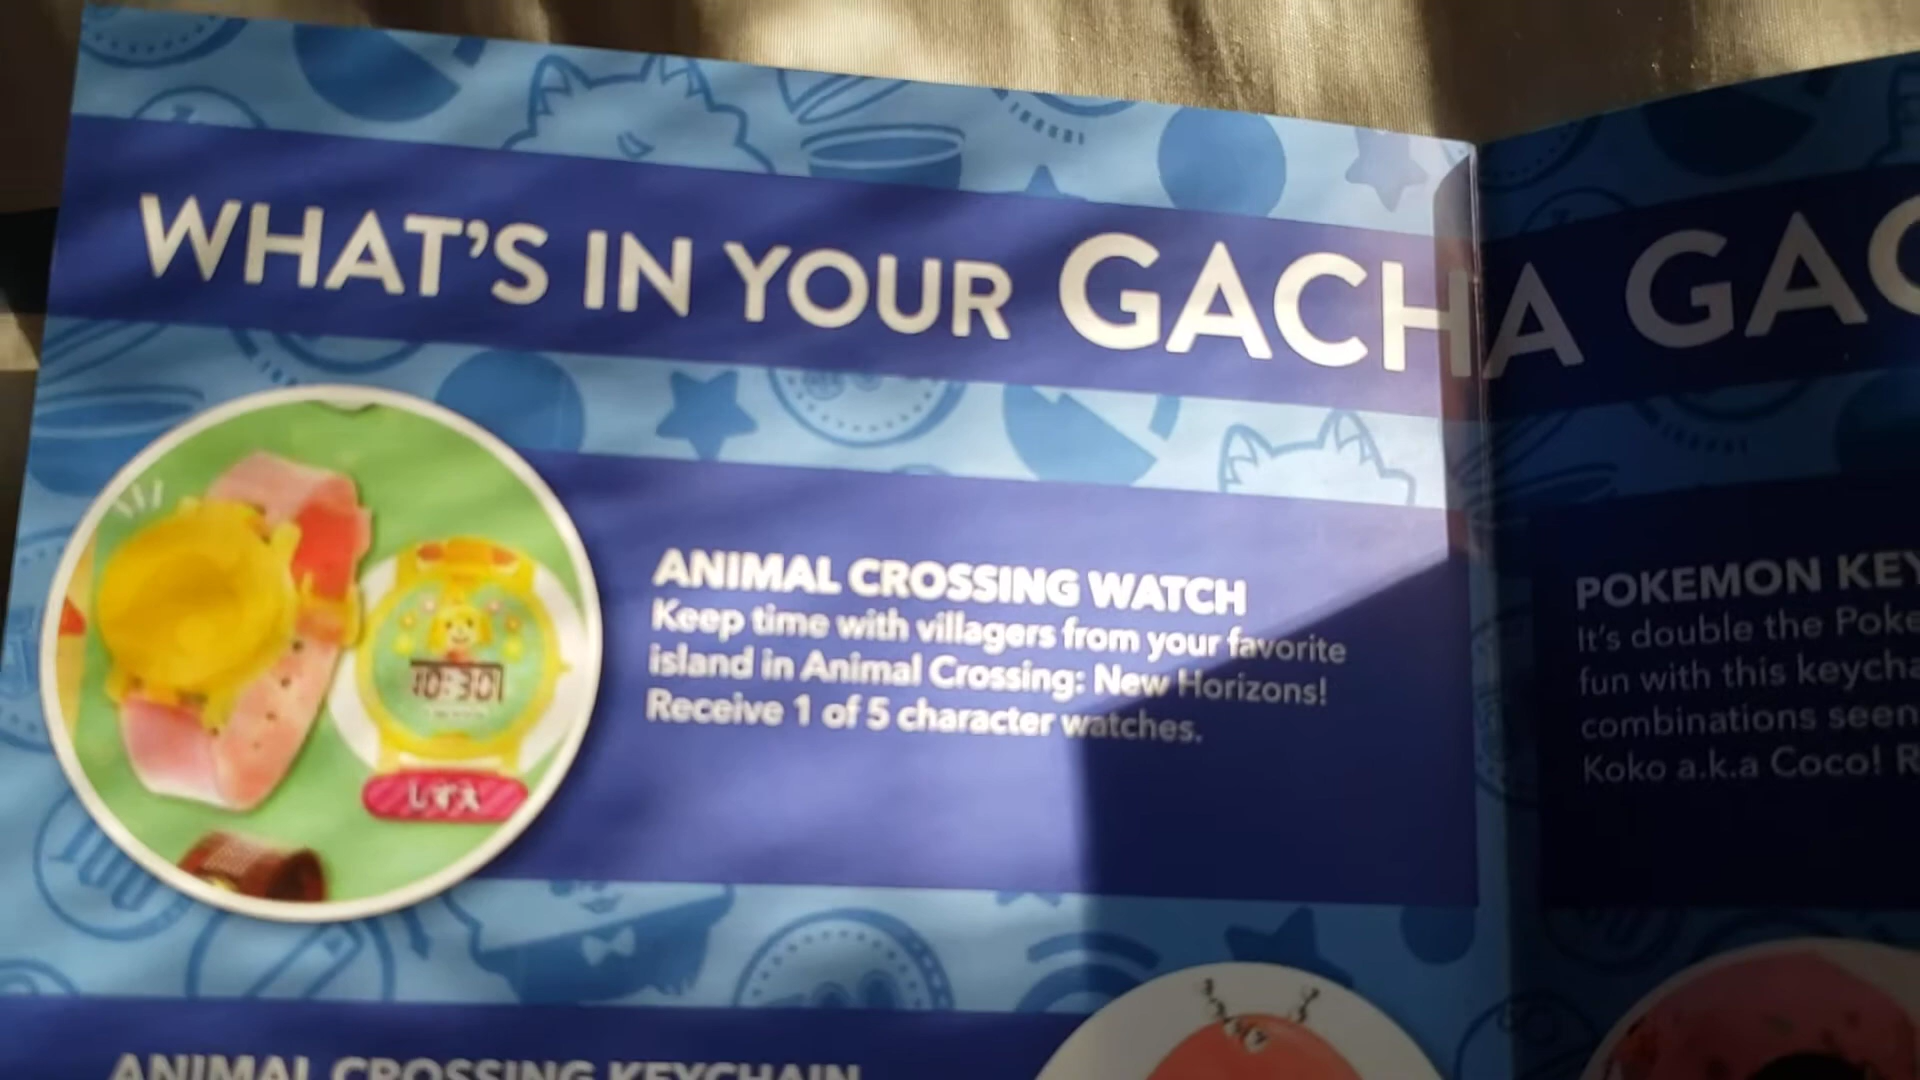 WHAT'S IN YOUR GACHA GAC
ANIMAL CROSSING WATCH
Keep time with villagers from your favorite
island in Animal Crossing: New Horizons!
Receive 1 of 5 character watches.
10:30
しずえ
POKEMON KEY
It's double the Poke
fun with this keycha
combinations seen
Koko a.k.a Coco! R
ANIMAL CROSSING KEYCHAIN